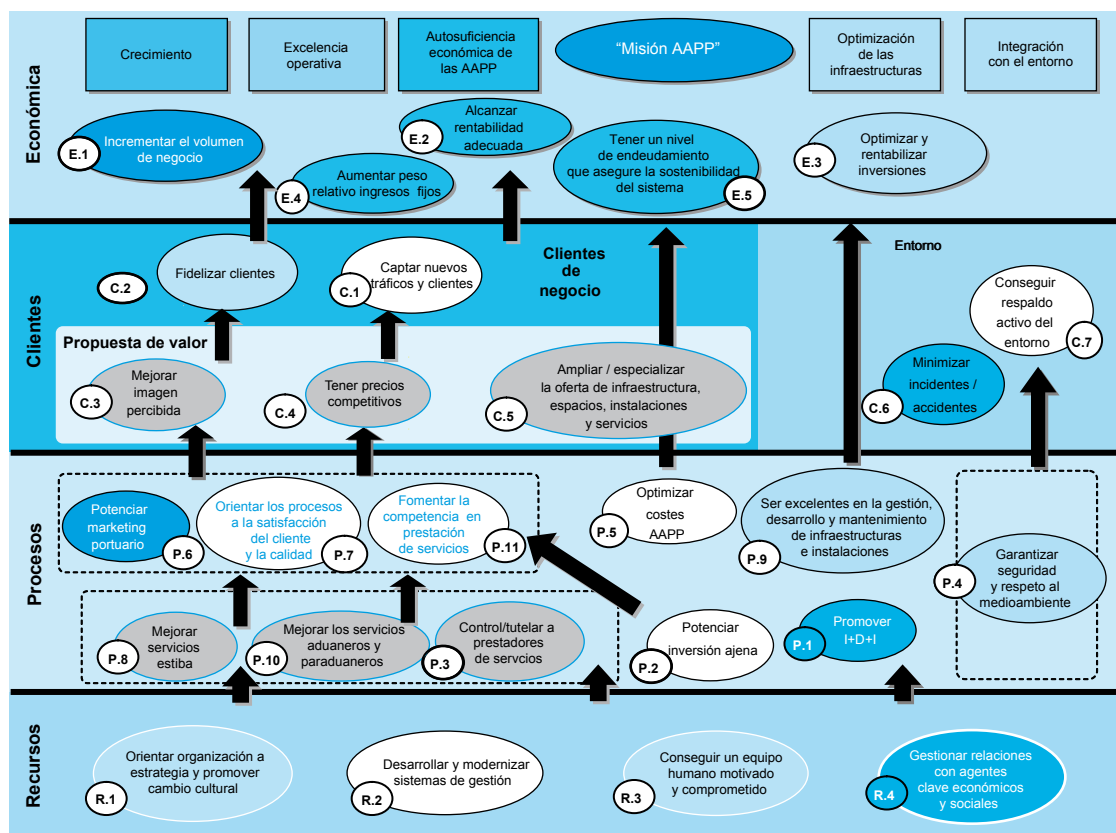 Económica
Crecimiento
Excelencia
operativa
Autosuficiencia
económica de
las AAPP
“Misión AAPP”
Optimización
de las
infraestructuras
Integración
con el entorno
E.1
Incrementar el volumen
de negocio
E.4
Aumentar peso
relativo ingresos fijos
E.2
Alcanzar
rentabilidad
adecuada
Tener un nivel
de endeudamiento
que asegure la sostenibilidad
del sistema
E.5
E.3
Optimizar y
rentabilizar
inversiones
Clientes
C.2
Fidelizar clientes
C.1
Captar nuevos
tráficos y clientes
Clientes
de
negocio
Entorno
Conseguir
respaldo
activo del
entorno
C.7
Minimizar
incidentes /
accidentes
C.6
Propuesta de valor
Mejorar
imagen
percibida
C.3
Tener precios
competitivos
C.4
Ampliar / especializar
la oferta de infraestructura,
espacios, instalaciones
y servicios
C.5
Procesos
Potenciar
marketing
portuario
P.6
Orientar los procesos
a la satisfacción
del cliente
y la calidad
P.7
Fomentar la
competencia en
prestación
de servicios
P.11
Optimizar
costes
AAPP
P.5
Ser excelentes en la gestión,
desarrollo y mantenimiento
de infraestructuras
e instalaciones
P.9
Garantizar
seguridad
y respeto al
medioambiente
P.4
Mejorar
servicios
estiba
P.8
Mejorar los servicios
aduaneros y
paraduaneros
P.10
Control/tutelar a
prestadores
de servcios
P.3
Potenciar
inversión ajena
P.2
Promover
I+D+I
P.1
Recursos
Orientar organización a
estrategia y promover
cambio cultural
R.1
Desarrollar y modernizar
sistemas de gestión
R.2
Conseguir un equipo
humano motivado
y comprometido
R.3
Gestionar relaciones
con agentes
clave económicos
y sociales
R.4